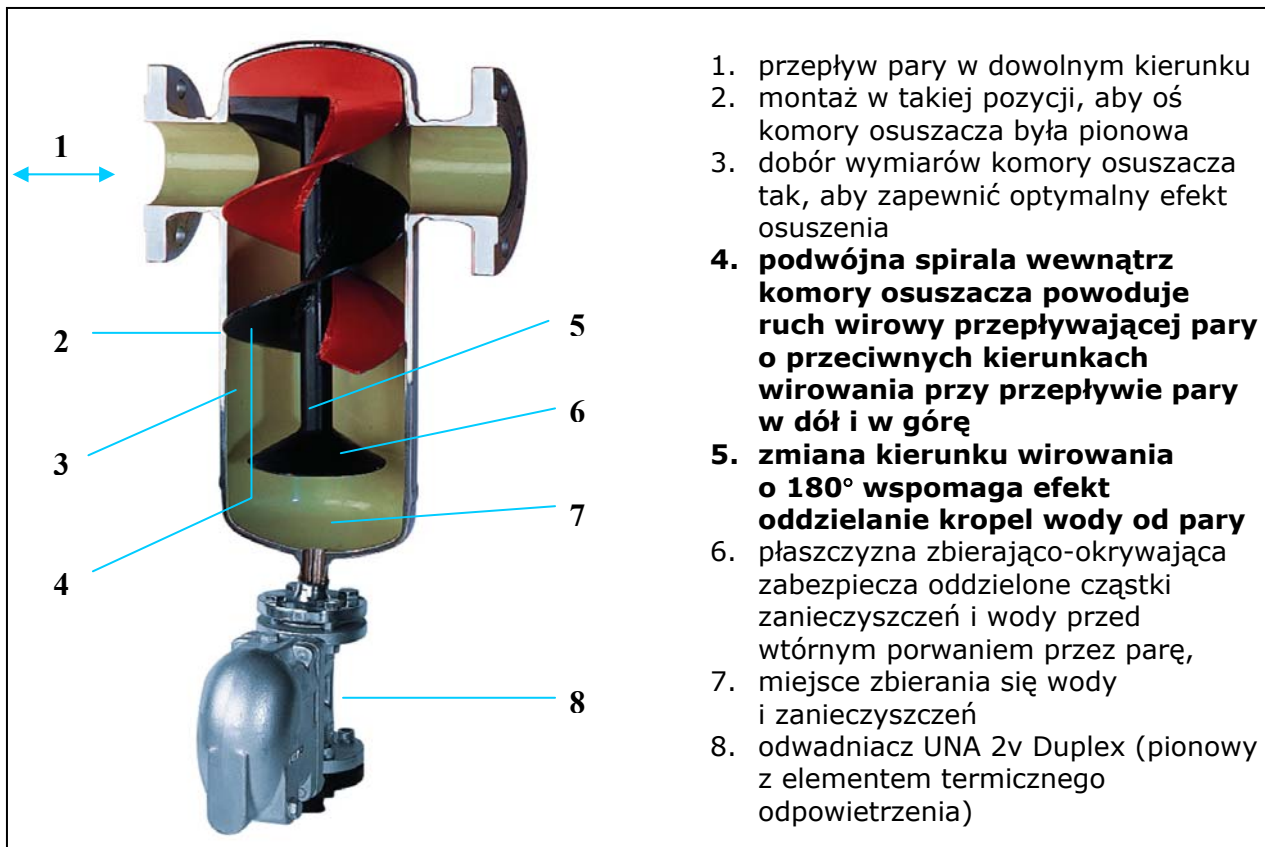 1
2
3
4
5
6
7
8
1. przepływ pary w dowolnym kierunku
2. montaż w takiej pozycji, aby oś
komory osuszacza była pionowa
3. dobór wymiarów komory osuszacza
tak, aby zapewnić optymalny efekt
osuszenia
4. podwójna spirala wewnątrz
komory osuszacza powoduje
ruch wirowy przepływającej pary
o przeciwnych kierunkach
wirowania przy przepływie pary
w dół i w górę
5. zmiana kierunku wirowania
o 180° wspomaga efekt
oddzielanie kropel wody od pary
6. płaszczyzna zbierająco-okrywająca
zabezpiecza oddzielone cząstki
zanieczyszczeń i wody przed
wtórnym porwaniem przez parę,
7. miejsce zbierania się wody
i zanieczyszczeń
8. odwadniacz UNA 2v Duplex (pionowy
z elementem termicznego
odpowietrzenia)